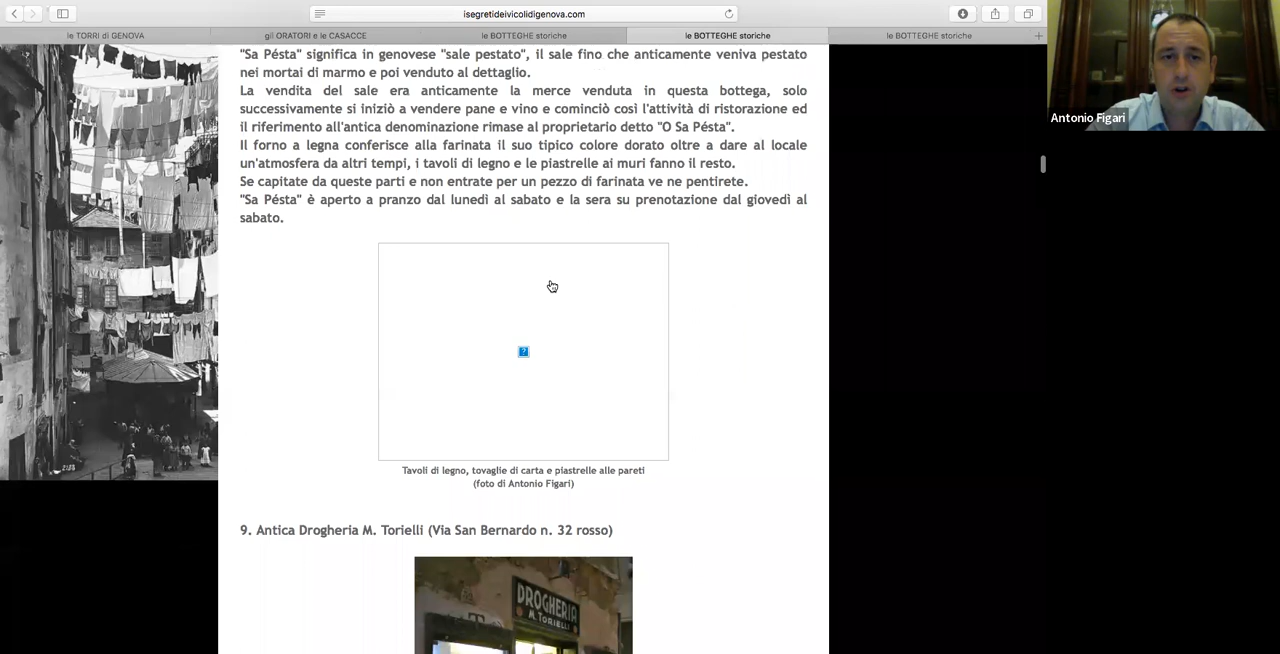 isegretideivicolidigenova.com
le TORRI di GENOVA
gli ORATORI e le CASACCE
le BOTTEGHE storiche
le BOTTEGHE storiche
le BOTTEGHE storiche
Antonio Figari
"Sa Pésta" significa in genovese "sale pestato", il sale fino che anticamente veniva pestato
nei mortai di marmo e poi venduto al dettaglio.
La vendita del sale era anticamente la merce venduta in questa bottega, solo
successivamente si iniziò a vendere pane e vino e cominciò così l'attività di ristorazione ed
il riferimento all'antica denominazione rimase al proprietario detto "O Sa Pésta".
Il forno a legna conferisce alla farinata il suo tipico colore dorato oltre a dare al locale
un'atmosfera da altri tempi, i tavoli di legno e le piastrelle ai muri fanno il resto.
Se capitate da queste parti e non entrate per un pezzo di farinata ve ne pentirete.
"Sa Pésta" è aperto a pranzo dal lunedì al sabato e la sera su prenotazione dal giovedì al
sabato.
?
Tavoli di legno, tovaglie di carta e piastrelle alle pareti
(foto di Antonio Figari)
9. Antica Drogheria M. Torielli (Via San Bernardo n. 32 rosso)
DROGHERIA
M. TORIELLI